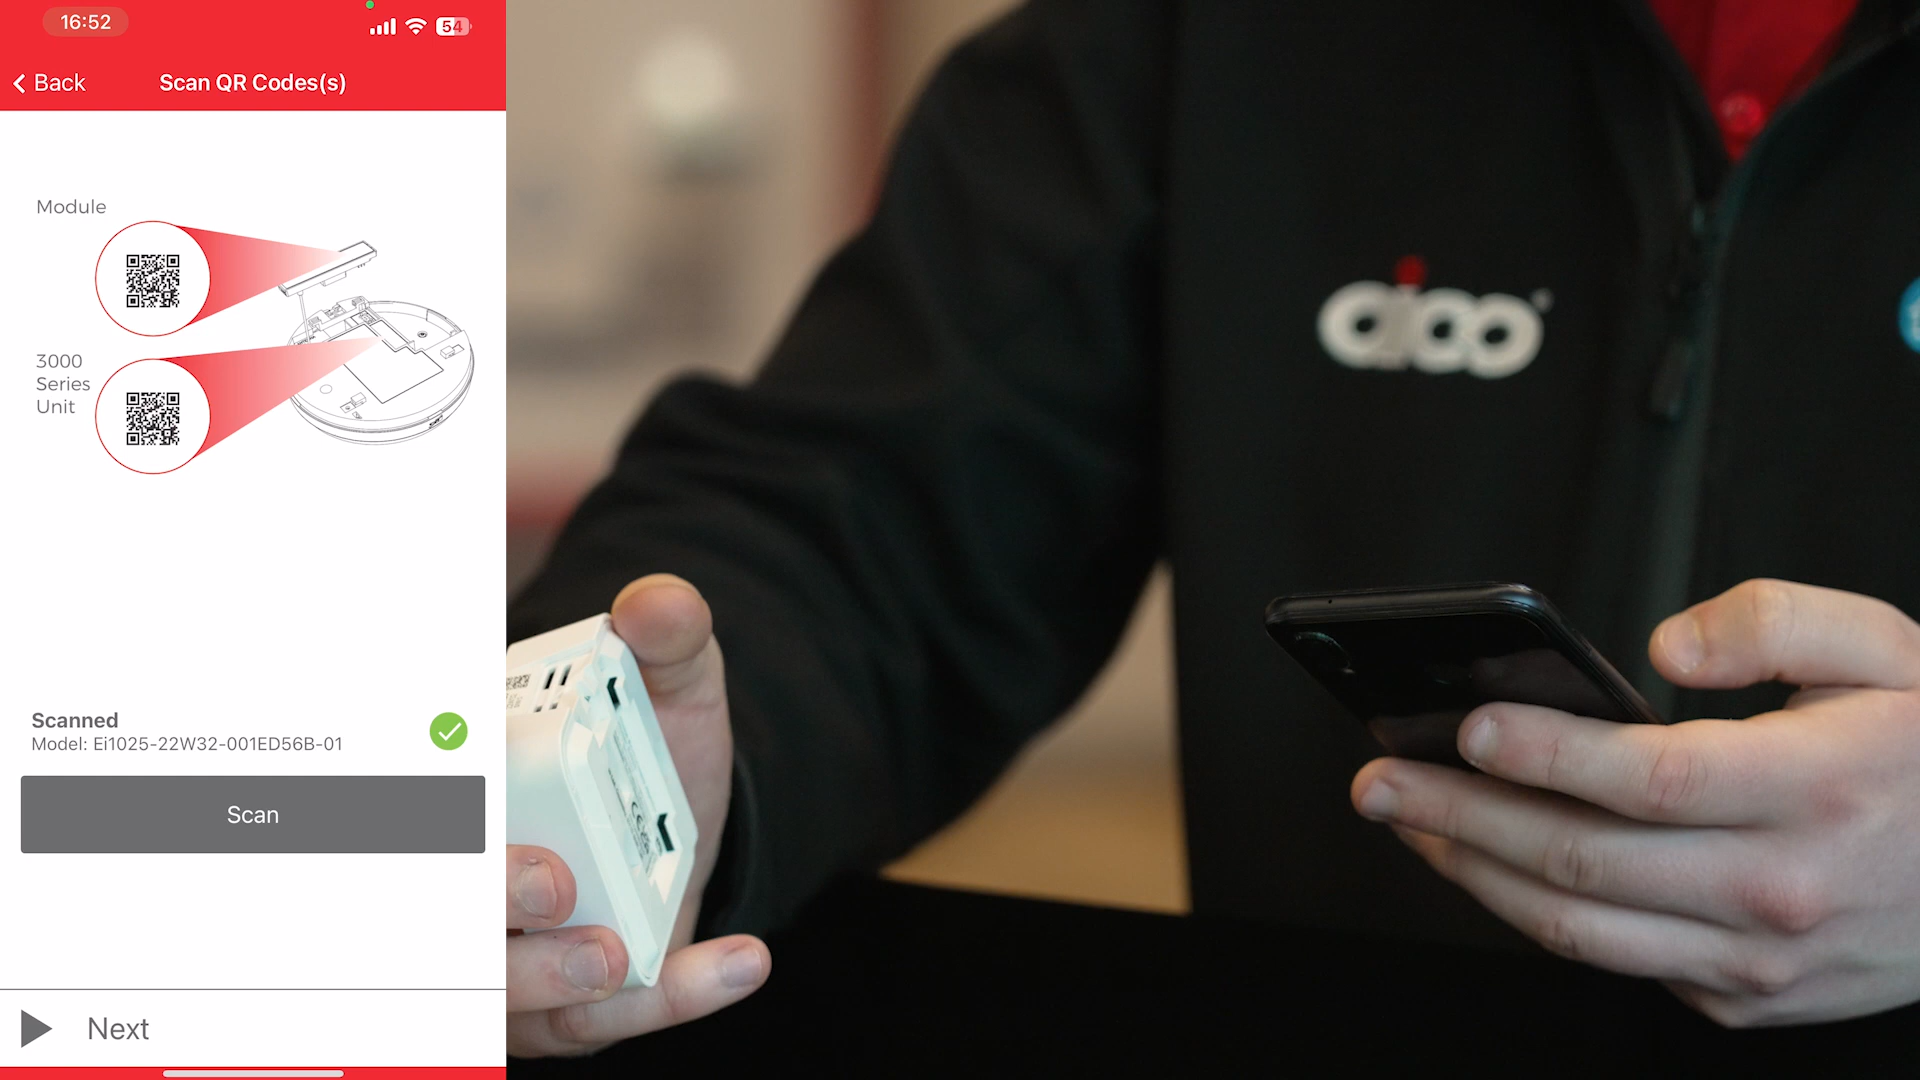 16:52
54
Back
Scan QR Codes(s)
Module
3000
Series
Unit
Scanned
Model: Ei1025-22W32-001ED56B-01
Scan
Next
aico
CE